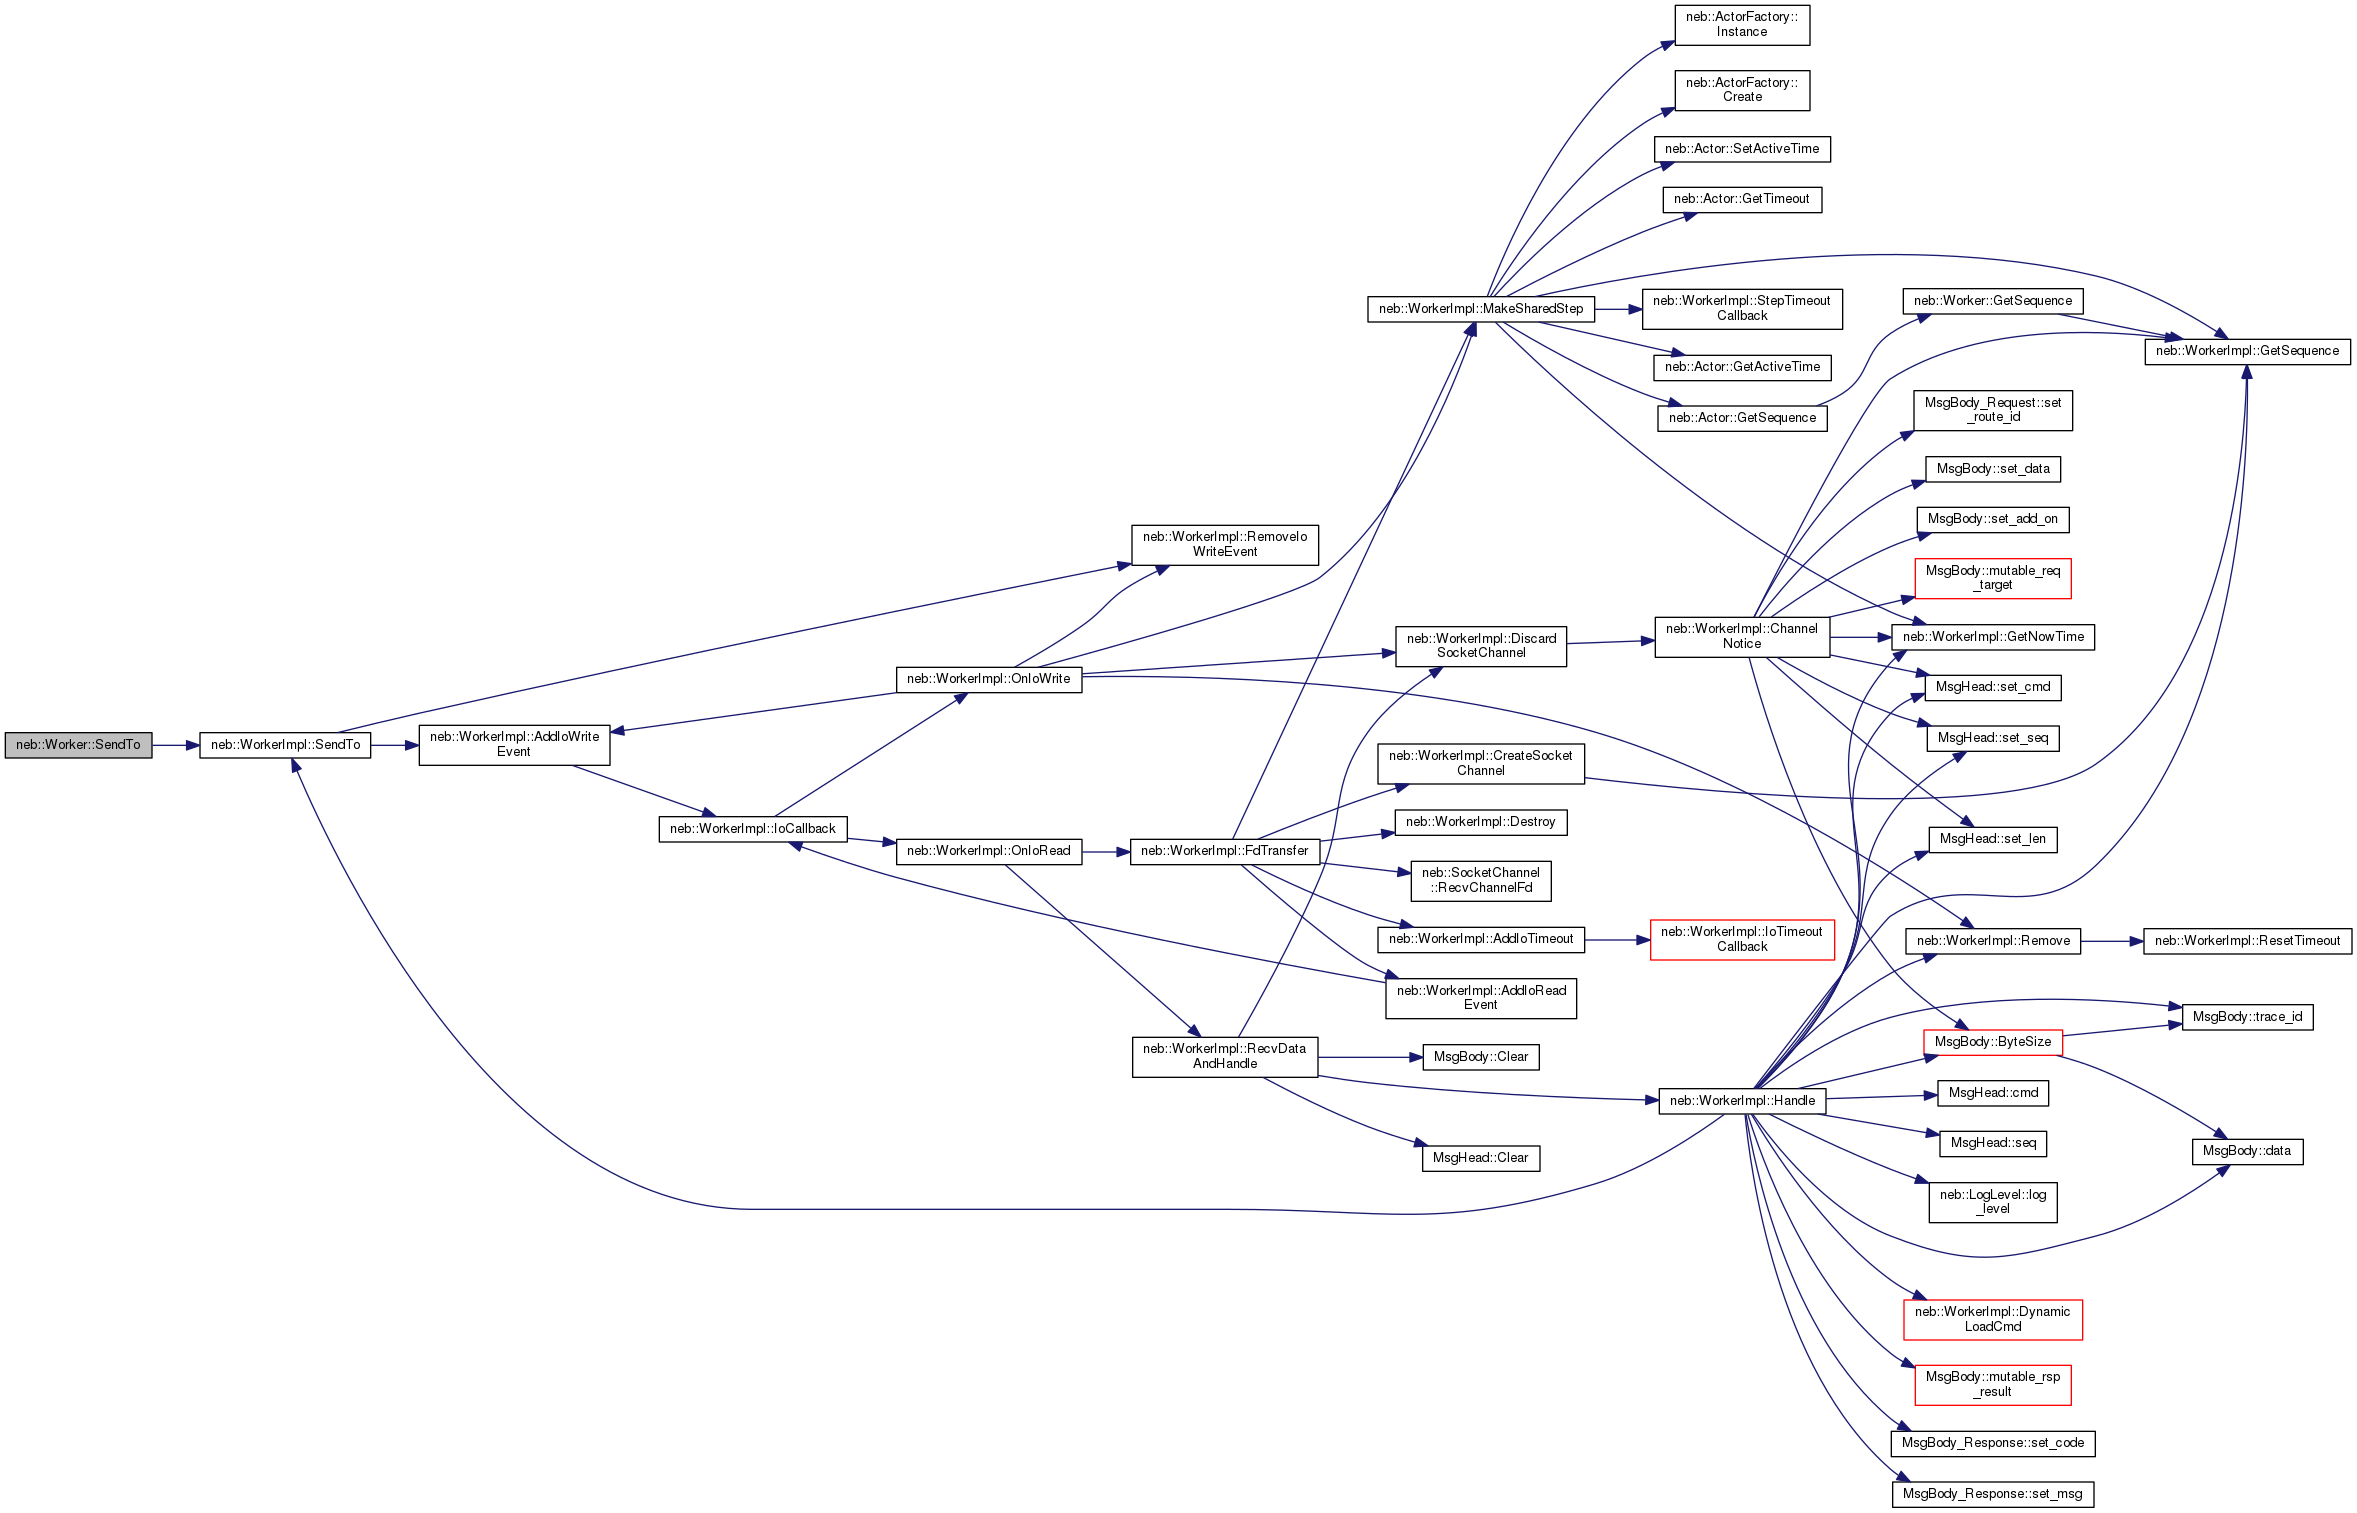 neb::Worker::SendTo
neb::WorkerImpl::SendTo
neb::WorkerImpl::AddIoWrite
Event
neb::WorkerImpl::IoCallback
neb::WorkerImpl::OnIoWrite
neb::WorkerImpl::OnIoRead
neb::WorkerImpl::RemoveIo
WriteEvent
neb::WorkerImpl::FdTransfer
neb::WorkerImpl::RecvData
AndHandle
neb::WorkerImpl::MakeSharedStep
neb::WorkerImpl::Discard
SocketChannel
neb::WorkerImpl::CreateSocket
Channel
neb::WorkerImpl::Destroy
neb::SocketChannel
::RecvChannelFd
neb::WorkerImpl::AddIoTimeout
neb::WorkerImpl::AddIoRead
Event
MsgBody::Clear
MsgHead::Clear
neb::ActorFactory::
Instance
neb::ActorFactory::
Create
neb::Actor::SetActiveTime
neb::Actor::GetTimeout
neb::WorkerImpl::StepTimeout
Callback
neb::Actor::GetActiveTime
neb::Actor::GetSequence
neb::WorkerImpl::Channel
Notice
neb::WorkerImpl::IoTimeout
Callback
neb::WorkerImpl::Handle
neb::Worker::GetSequence
MsgBody_Request::set
_route_id
MsgBody::set_data
MsgBody::set_add_on
MsgBody::mutable_req
_target
neb::WorkerImpl::GetNowTime
MsgHead::set_cmd
MsgHead::set_seq
MsgHead::set_len
neb::WorkerImpl::Remove
MsgBody::ByteSize
MsgHead::cmd
MsgHead::seq
neb::LogLevel::log
_level
neb::WorkerImpl::Dynamic
LoadCmd
MsgBody::mutable_rsp
_result
MsgBody_Response::set_code
MsgBody_Response::set_msg
neb::WorkerImpl::GetSequence
neb::WorkerImpl::ResetTimeout
MsgBody::trace_id
MsgBody::data